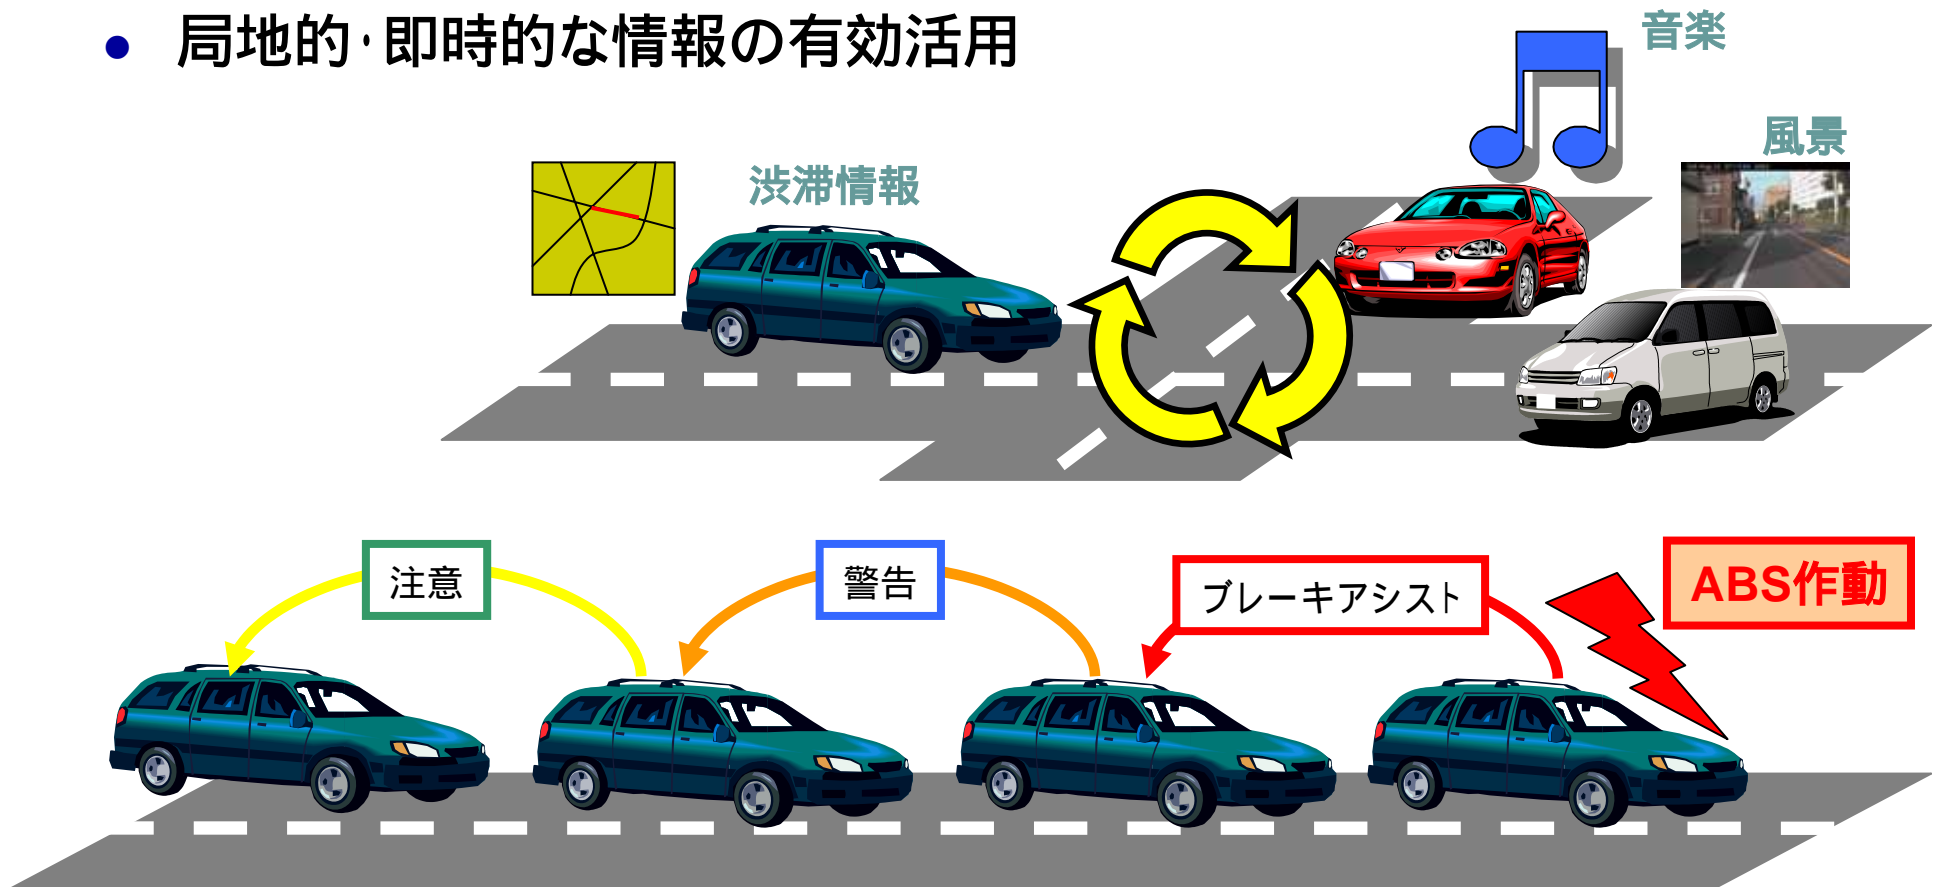 局地的・即時的な情報の有効活用
音楽
風景
渋滞情報
注意
警告
ブレーキアシスト
ABS作動